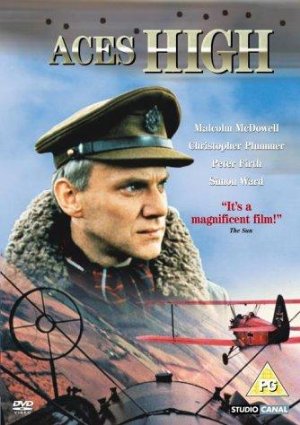 ACES HIGH
Malcolm McDowell
Christopher Plummer
Peter Firth
Simon Ward
"It's a
magnificent film!"
The Sun
PG
DVD
VIDEO
STUDIO CANAL